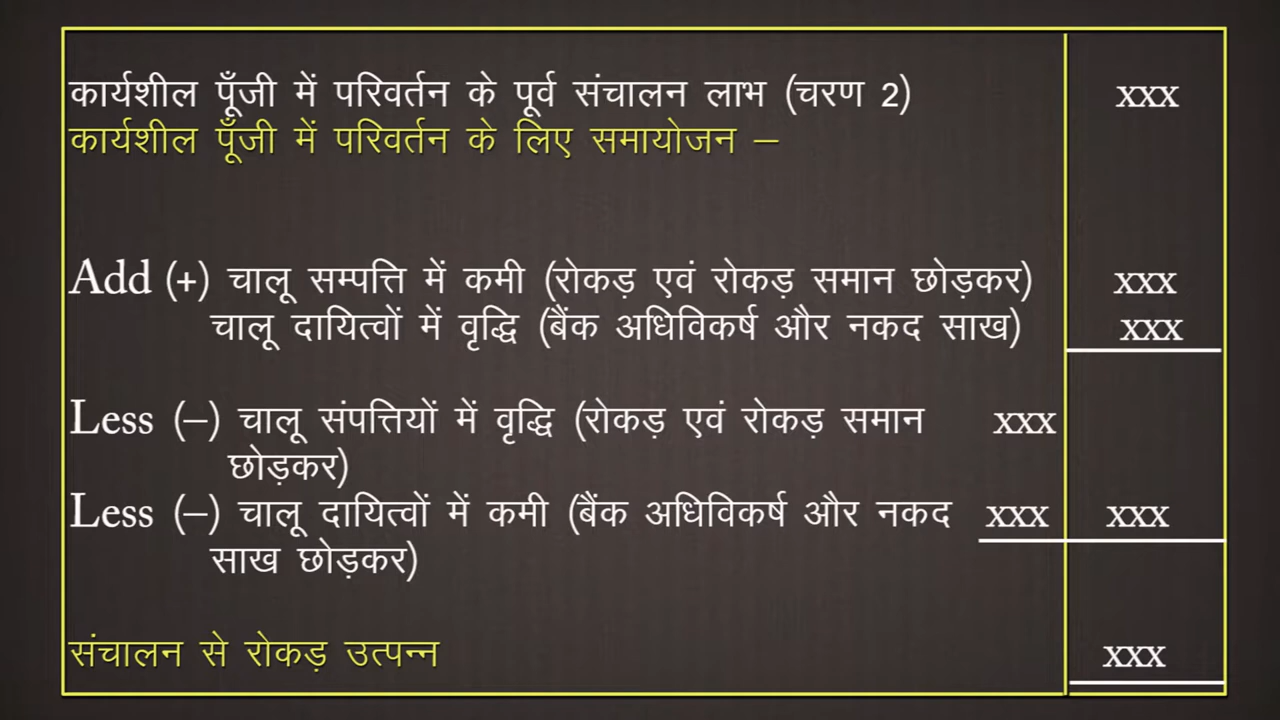 कार्यशील पूँजी में परिवर्तन के पूर्व संचालन लाभ (चरण 2) xxx
कार्यशील पूँजी में परिवर्तन के लिए समायोजन –
Add (+) चालू सम्पत्ति में कमी (रोकड़ एवं रोकड़ समान छोड़कर) xxx
चालू दायित्वों में वृद्धि (बैंक अधिविकर्ष और नकद साख) xxx
Less (–) चालू संपत्तियों में वृद्धि (रोकड़ एवं रोकड़ समान xxx
छोड़कर)
Less (–) चालू दायित्वों में कमी (बैंक अधिविकर्ष और नकद xxx xxx
साख छोड़कर)
संचालन से रोकड़ उत्पन्न xxx